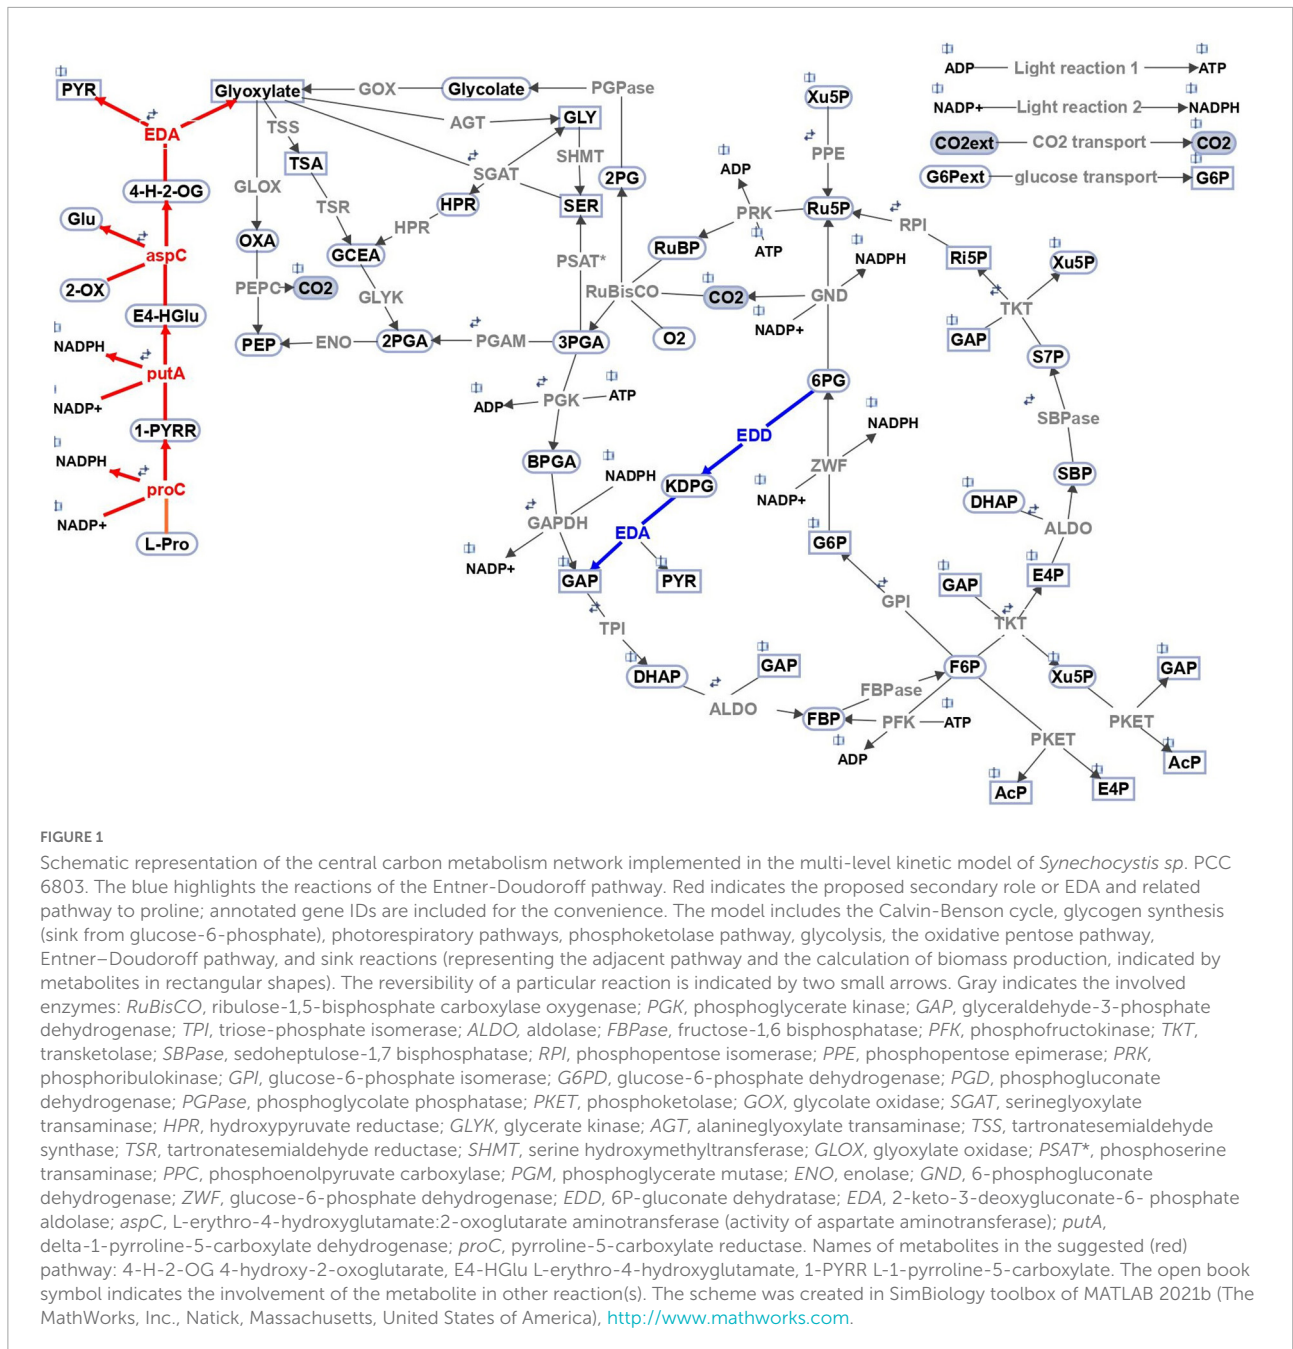 PYR
Glyoxylate
GOX
Glycolate
PGPase
Xu5P
ADP
Light reaction 1
ATP
NADP+
Light reaction 2
NADPH
CO2ext
CO2 transport
CO2
G6Pext
glucose transport
G6P
EDA
TSS
AGT
GLY
SHMT
TSA
SGAT
2PG
ADP
PPE
4-H-2-OG
GLOX
TSR
HPR
SER
PRK
Ru5P
RPI
Glu
aspC
OXA
HPR
GCEA
PSAT*
RuBP
ATP
NADPH
Ri5P
Xu5P
2-OX
PEPC
CO2
GLYK
RuBisCO
CO2
GND
TKT
E4-HGlu
NADP+
NADPH
PEP
ENO
2PGA
PGAM
3PGA
O2
GAP
S7P
putA
NADP+
ADP
PGK
ATP
6PG
SBPase
1-PYRR
EDD
NADPH
NADPH
BPGA
NADPH
KDPG
ZWF
SBP
proC
NADP+
DHAP
NADP+
GAPDH
EDA
G6P
ALDO
L-Pro
NADP+
GAP
PYR
GAP
E4P
GPI
TPI
TKT
DHAP
GAP
F6P
Xu5P
GAP
ALDO
FBPase
FBP
PFK
ATP
PKET
ADP
PKET
AcP
AcP
E4P
FIGURE 1
Schematic representation of the central carbon metabolism network implemented in the multi-level kinetic model of Synechocystis sp. PCC
6803. The blue highlights the reactions of the Entner-Doudoroff pathway. Red indicates the proposed secondary role or EDA and related
pathway to proline; annotated gene IDs are included for the convenience. The model includes the Calvin-Benson cycle, glycogen synthesis
(sink from glucose-6-phosphate), photorespiratory pathways, phosphoketolase pathway, glycolysis, the oxidative pentose pathway,
Entner–Doudoroff pathway, and sink reactions (representing the adjacent pathway and the calculation of biomass production, indicated by
metabolites in rectangular shapes). The reversibility of a particular reaction is indicated by two small arrows. Gray indicates the involved
enzymes: RuBisCO, ribulose-1,5-bisphosphate carboxylase oxygenase; PGK, phosphoglycerate kinase; GAP, glyceraldehyde-3-phosphate
dehydrogenase; TPI, triose-phosphate isomerase; ALDO, aldolase; FBPase, fructose-1,6 bisphosphatase; PFK, phosphofructokinase; TKT,
transketolase; SBPase, sedoheptulose-1,7 bisphosphatase; RPI, phosphopentose isomerase; PPE, phosphopentose epimerase; PRK,
phosphoribulokinase; GPI, glucose-6-phosphate isomerase; G6PD, glucose-6-phosphate dehydrogenase; PGD, phosphogluconate
dehydrogenase; PGPase, phosphoglycolate phosphatase; PKET, phosphoketolase; GOX, glycolate oxidase; SGAT, serineglyoxylate
transaminase; HPR, hydroxypyruvate reductase; GLYK, glycerate kinase; AGT, alanineglyoxylate transaminase; TSS, tartronatesemialdehyde
synthase; TSR, tartronatesemialdehyde reductase; SHMT, serine hydroxymethyltransferase; GLOX, glyoxylate oxidase; PSAT*, phosphoserine
transaminase; PPC, phosphoenolpyruvate carboxylase; PGM, phosphoglycerate mutase; ENO, enolase; GND, 6-phosphogluconate
dehydrogenase; ZWF, glucose-6-phosphate dehydrogenase; EDD, 6P-gluconate dehydratase; EDA, 2-keto-3-deoxygluconate-6- phosphate
aldolase; aspC, L-erythro-4-hydroxyglutamate:2-oxoglutarate aminotransferase (activity of aspartate aminotransferase); putA,
delta-1-pyrroline-5-carboxylate dehydrogenase; proC, pyrroline-5-carboxylate reductase. Names of metabolites in the suggested (red)
pathway: 4-H-2-OG 4-hydroxy-2-oxoglutarate, E4-HGlu L-erythro-4-hydroxyglutamate, 1-PYRR L-1-pyrroline-5-carboxylate. The open book
symbol indicates the involvement of the metabolite in other reaction(s). The scheme was created in SimBiology toolbox of MATLAB 2021b (The
MathWorks, Inc., Natick, Massachusetts, United States of America), http://www.mathworks.com.